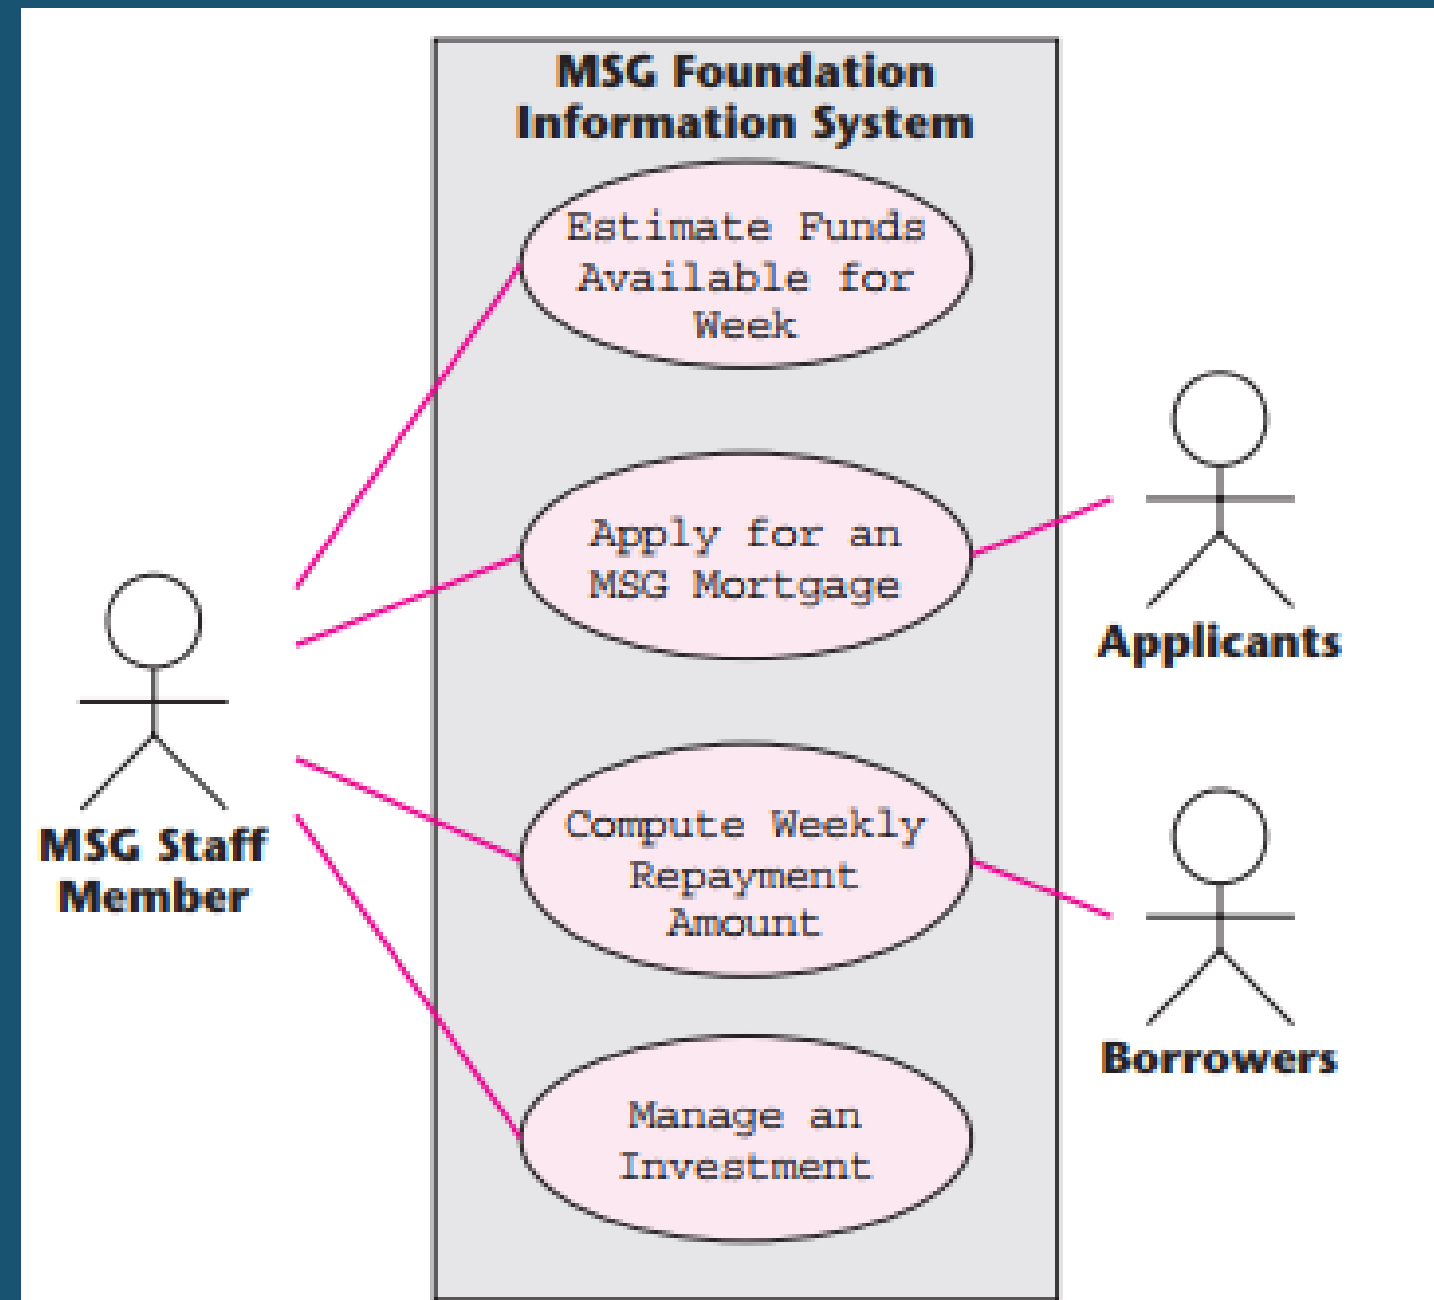 MSG Foundation
Information System
Estimate Funds
Available for
Week
Apply for an
MSG Mortgage
Applicants
MSG Staff
Member
Compute Weekly
Repayment
Amount
Borrowers
Manage an
Investment